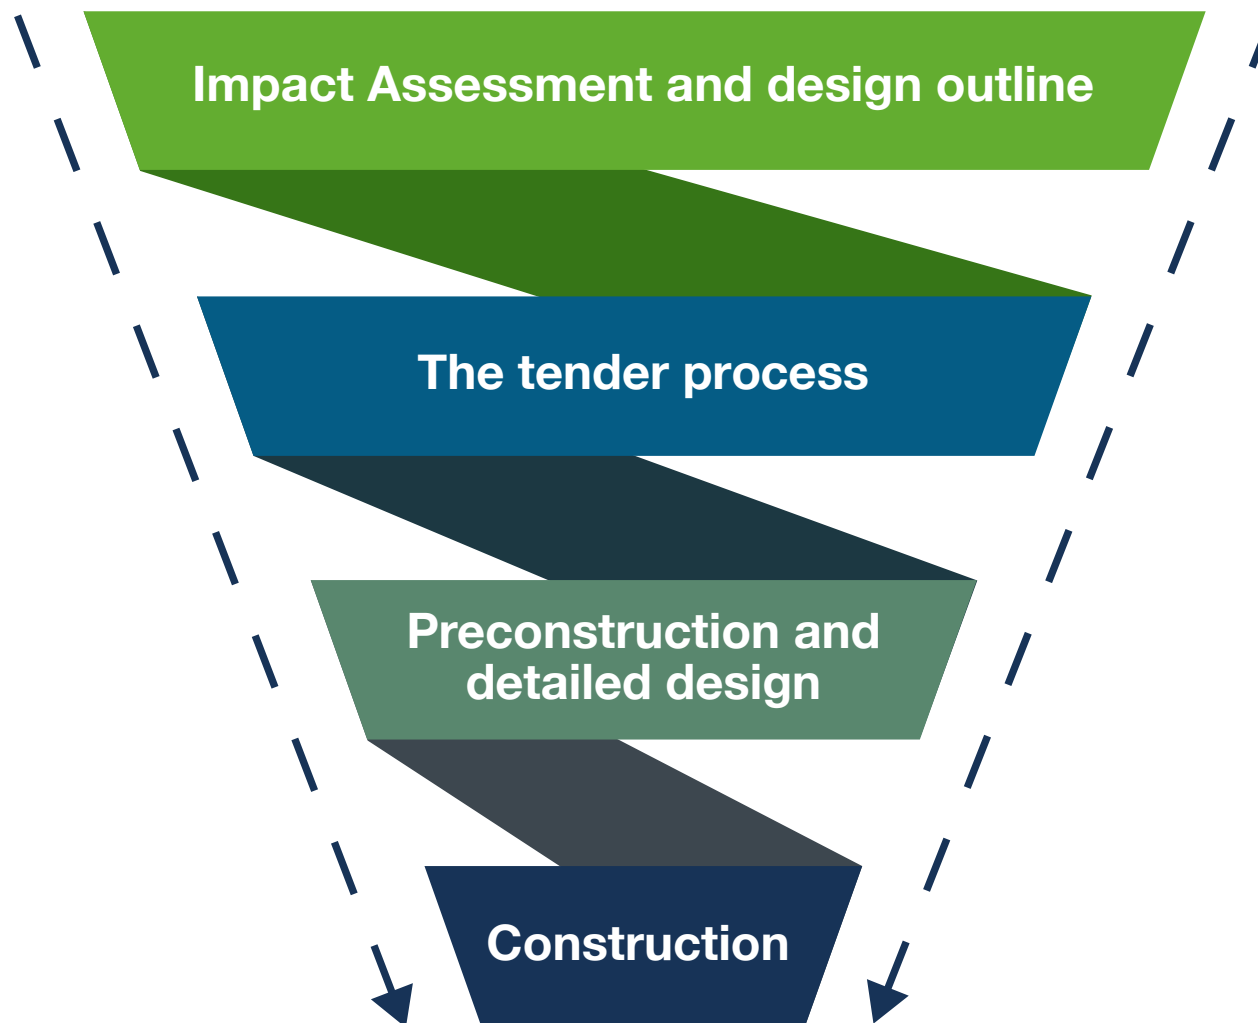 Impact Assessment and design outline
The tender process
Preconstruction and
detailed design
Construction